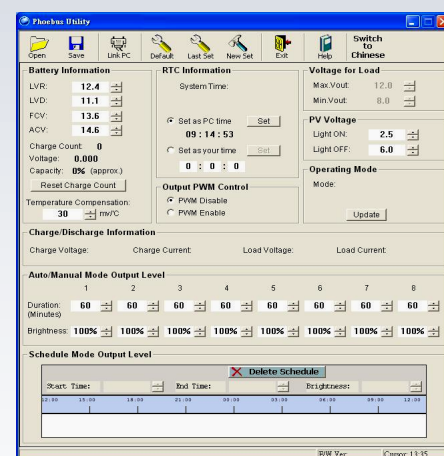 Phoebus Utility
Open Save Link PC Default Last Set New Set Exit Help Switch to Chinese
Battery Information
LVR: 12.4
LVD: 11.1
FCV: 13.6
ACV: 14.6
Charge Count: 0
Voltage: 0.000
Capacity: 0% (approx.)
Reset Charge Count
Temperature Compensation:
30 mv/°C
RTC Information
System Time:
Set as PC time Set
09 : 14 : 53
Set as your time Set
0 : 0 : 0
Output PWM Control
PWM Disable
PWM Enable
Voltage for Load
Max.Vout: 12.0
Min.Vout: 8.0
PV Voltage
Light ON: 2.5
Light OFF: 6.0
Operating Mode
Mode:
Update
Charge/Discharge Information
Charge Voltage: Charge Current: Load Voltage: Load Current:
Auto/Manual Mode Output Level
1 2 3 4 5 6 7 8
Duration: 60 60 60 60 60 60 60 60
(Minutes)
Brightness: 100% 100% 100% 100% 100% 100% 100% 100%
Schedule Mode Output Level
Delete Schedule
Start Time: End Time: Brightness:
12:00 15:00 18:00 21:00 00:00 03:00 06:00 09:00 12:00
F/W Ver: Cursor 13:35